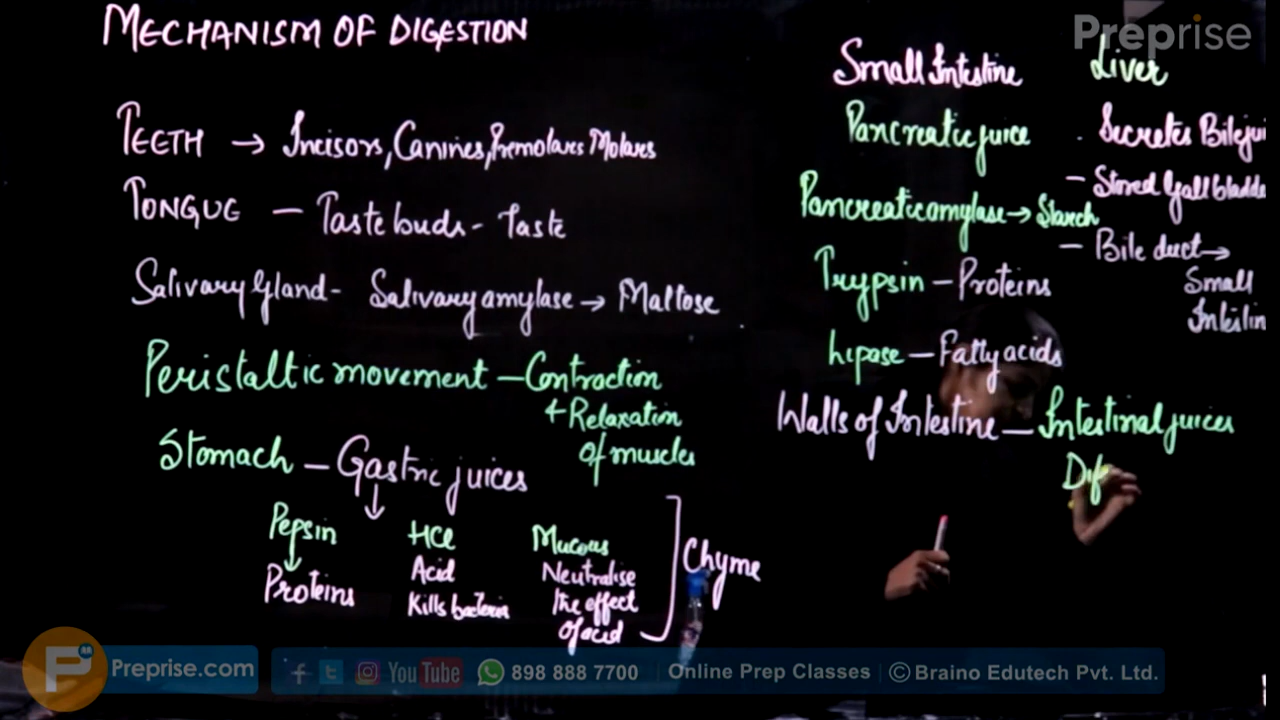 MECHANISM OF DIGESTION
TEETH → Incisors, Canines, Premolars Molars
TONGUE — Taste buds - Taste
Salivary Gland - Salivary amylase → Maltose
Peristaltic movement — Contraction
+ Relaxation
of muscles
Stomach — Gastric juices
Pepsin
Proteins
HCl
Acid
Kills bacteria
Mucous
Neutralise
the effect
of acid
Chyme
Preprise
Small Intestine
Pancreatic juice
Pancreatic amylase → Starch
Trypsin — Proteins
Lipase — Fatty acids
Walls of Intestine — Intestinal juices
Liver
Secretes Bile jui
— Stored Gall bladde
— Bile duct →
Small
Intestin
Preprise.com
You Tube
898 888 7700
Online Prep Classes
© Braino Edutech Pvt. Ltd.